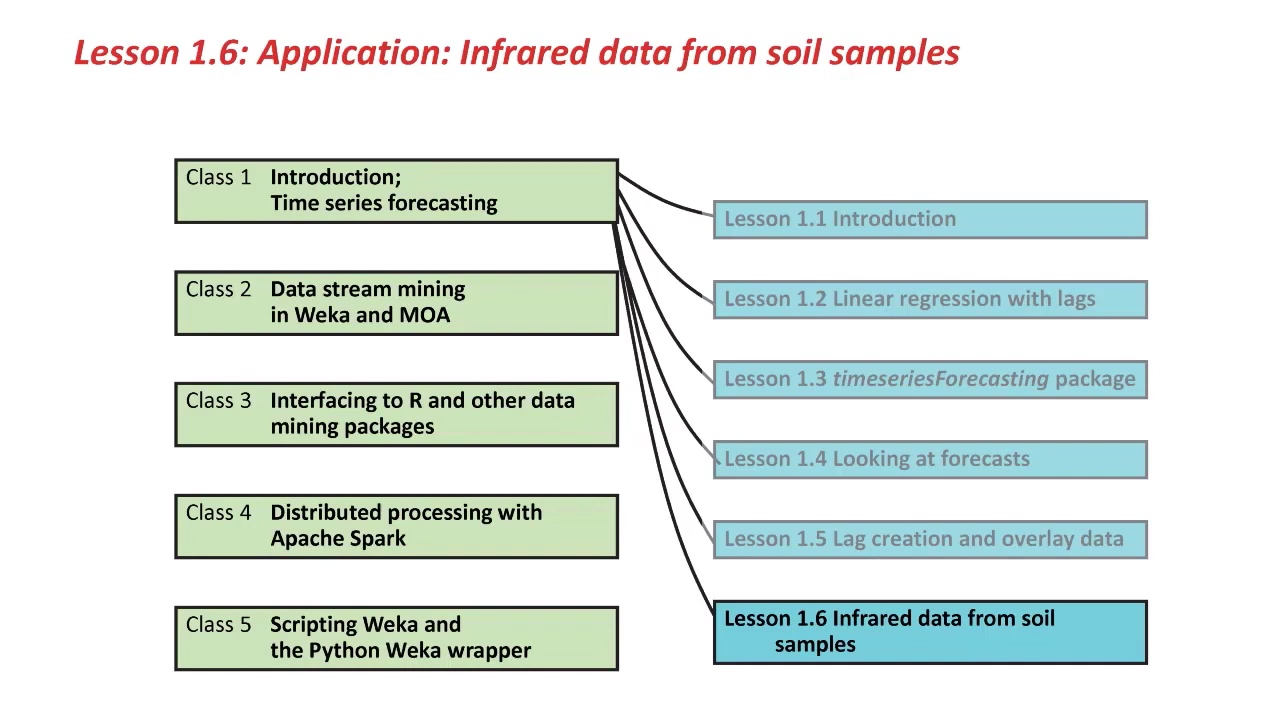 Lesson 1.6: Application: Infrared data from soil samples
Class 1 Introduction;
Time series forecasting
Class 2 Data stream mining
in Weka and MOA
Class 3 Interfacing to R and other data
mining packages
Class 4 Distributed processing with
Apache Spark
Class 5 Scripting Weka and
the Python Weka wrapper
Lesson 1.1 Introduction
Lesson 1.2 Linear regression with lags
Lesson 1.3 timeseriesForecasting package
Lesson 1.4 Looking at forecasts
Lesson 1.5 Lag creation and overlay data
Lesson 1.6 Infrared data from soil
samples